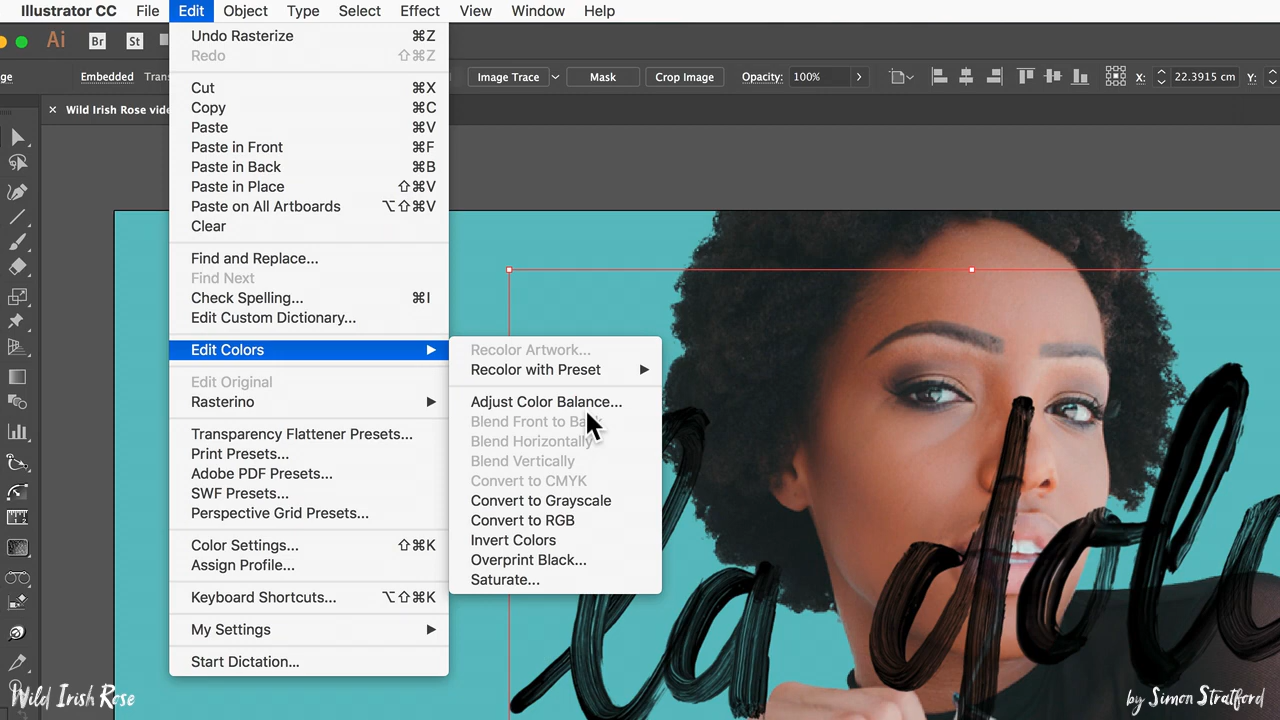 Illustrator CC File Edit Object Type Select Effect View Window Help
Ai Br St
ge Embedded Trans Image Trace Mask Crop Image Opacity: 100% X: 22.3915 cm Y:
× Wild Irish Rose vide
Undo Rasterize ⌘Z
Redo ⇧⌘Z
Cut ⌘X
Copy ⌘C
Paste ⌘V
Paste in Front ⌘F
Paste in Back ⌘B
Paste in Place ⇧⌘V
Paste on All Artboards ⌥⇧⌘V
Clear
Find and Replace...
Find Next
Check Spelling... ⌘I
Edit Custom Dictionary...
Edit Colors
Edit Original
Rasterino
Transparency Flattener Presets...
Print Presets...
Adobe PDF Presets...
SWF Presets...
Perspective Grid Presets...
Color Settings... ⇧⌘K
Assign Profile...
Keyboard Shortcuts... ⌥⇧⌘K
My Settings
Start Dictation...
Recolor Artwork...
Recolor with Preset
Adjust Color Balance...
Blend Front to Ba
Blend Horizontally
Blend Vertically
Convert to CMYK
Convert to Grayscale
Convert to RGB
Invert Colors
Overprint Black...
Saturate...
la dol
Wild Irish Rose
by Simon Stratford